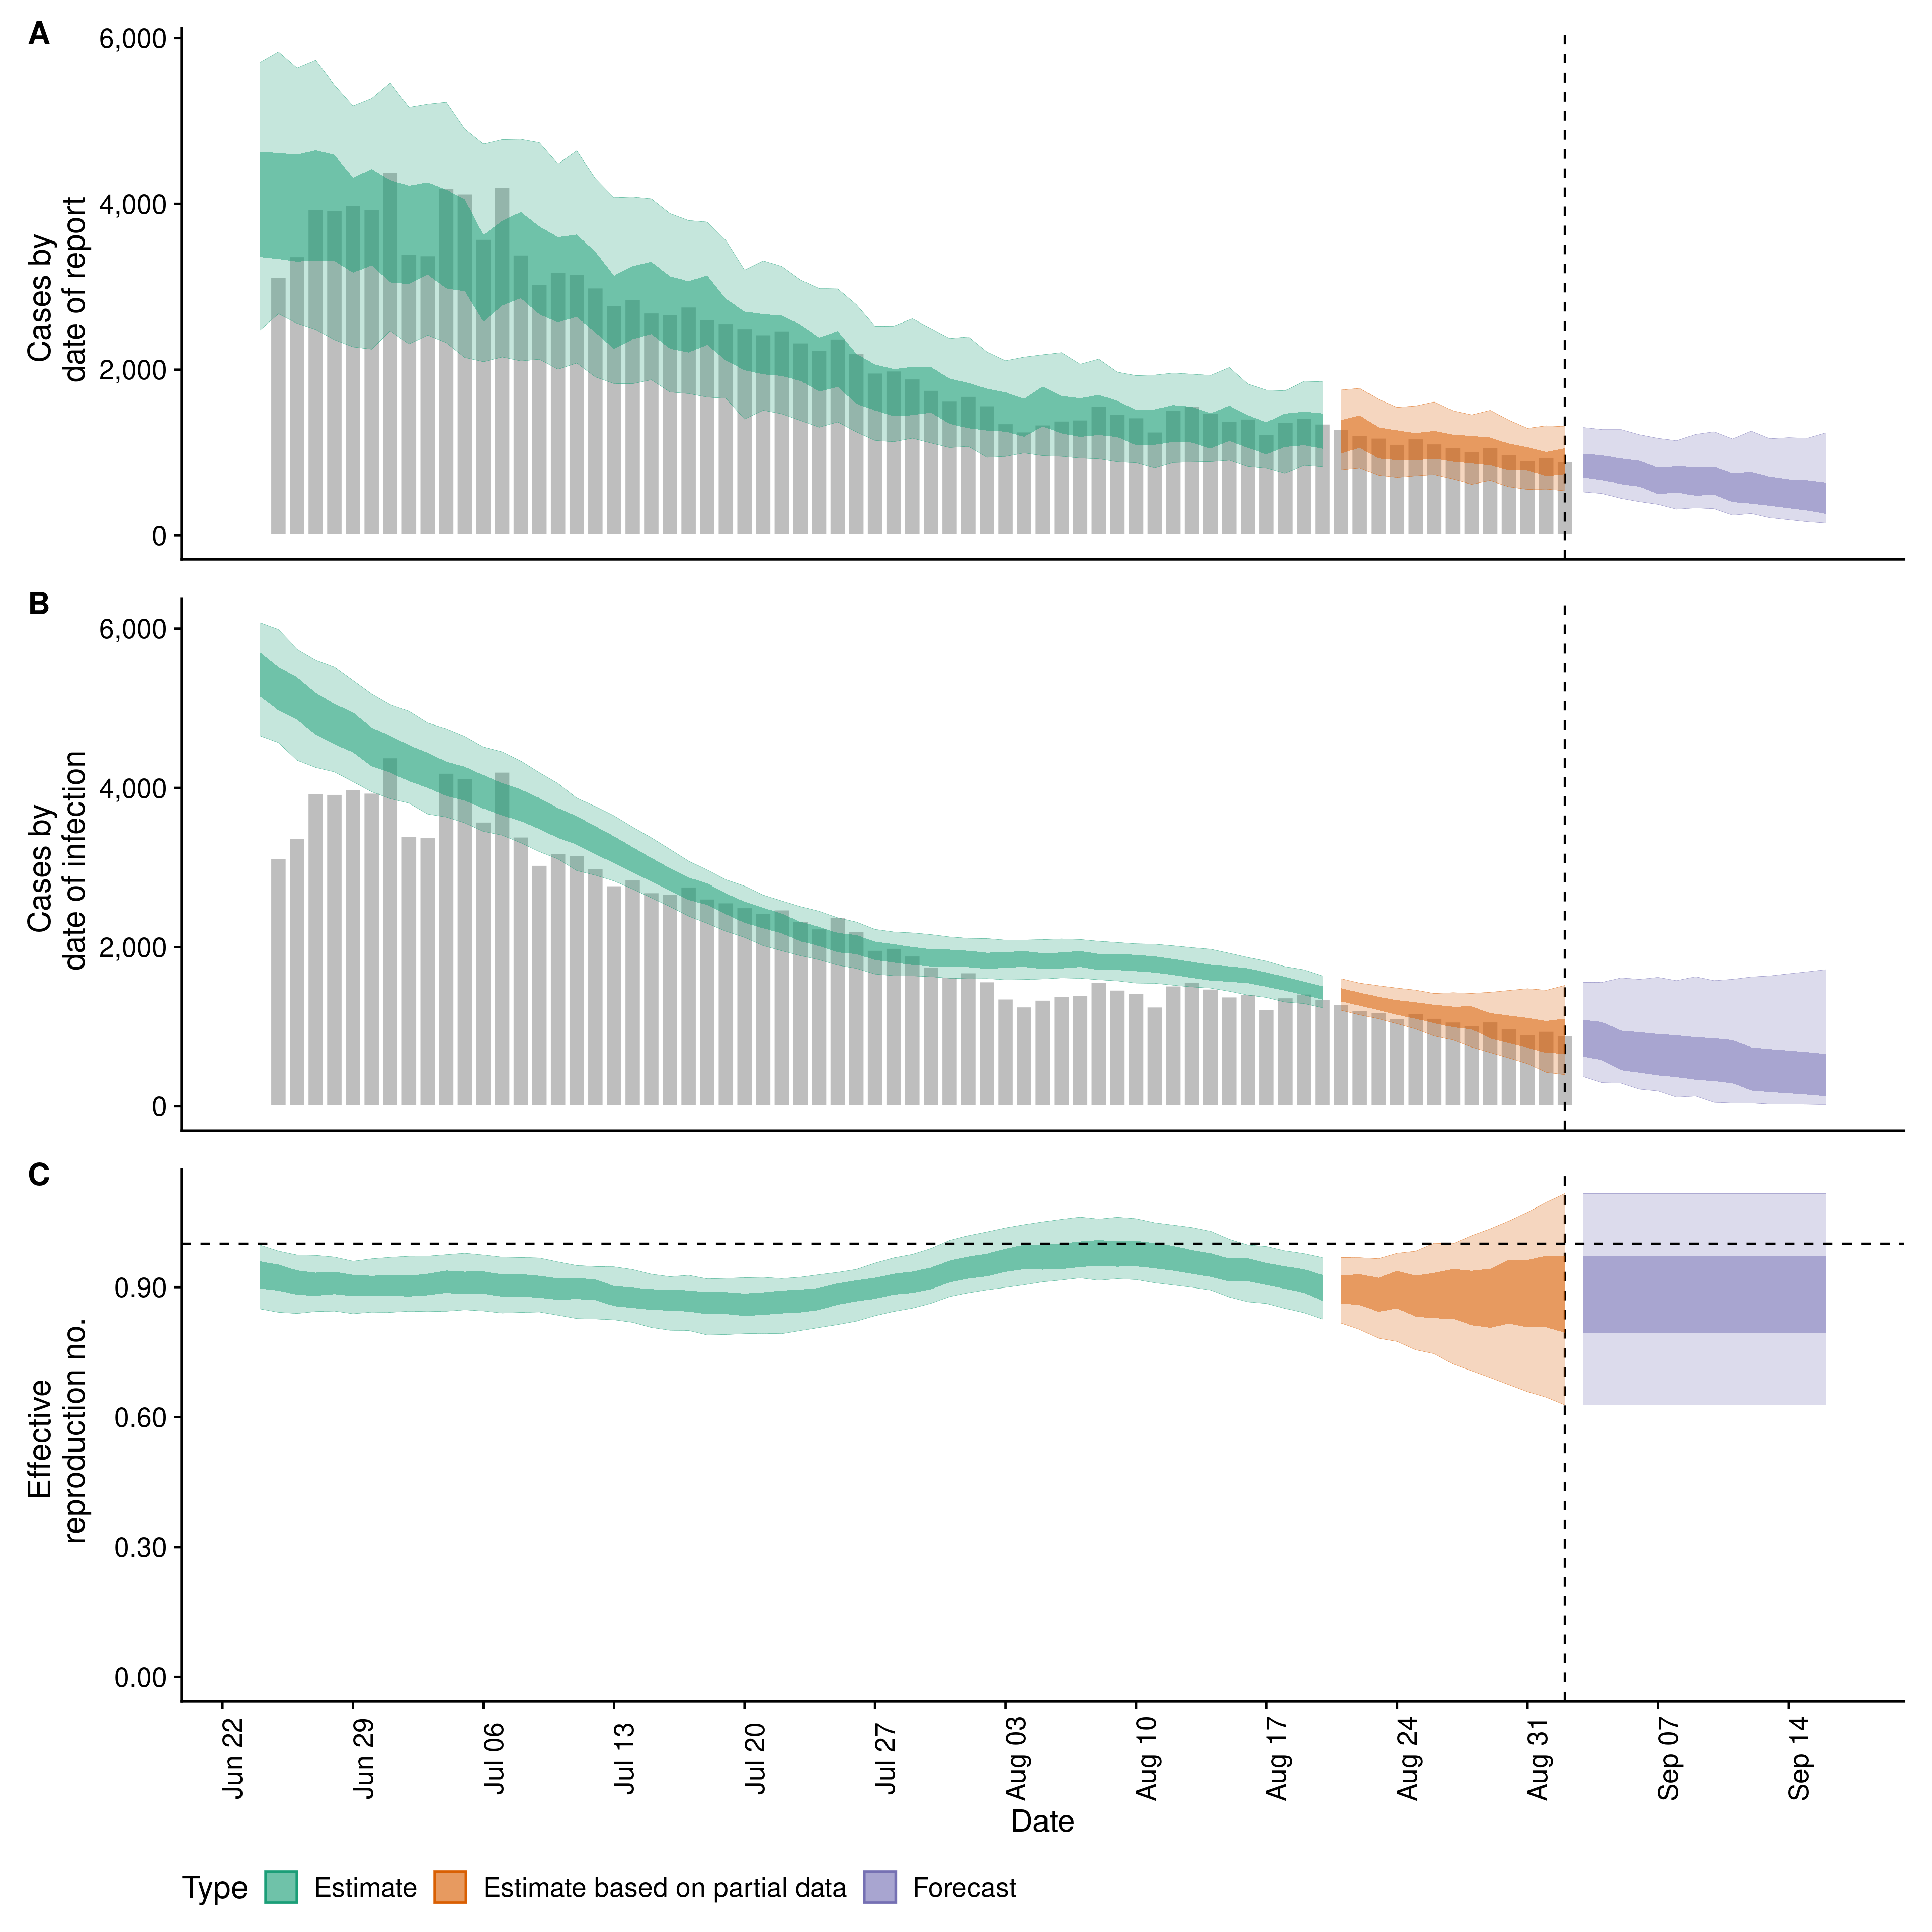 A
6,000
4,000
2,000
0
Cases by
date of report
B
6,000
4,000
2,000
0
Cases by
date of infection
C
0.90
0.60
0.30
0.00
Effective
reproduction no.
Jun 22
Jun 29
Jul 06
Jul 13
Jul 20
Jul 27
Aug 03
Aug 10
Aug 17
Aug 24
Aug 31
Sep 07
Sep 14
Date
Type Estimate Estimate based on partial data Forecast